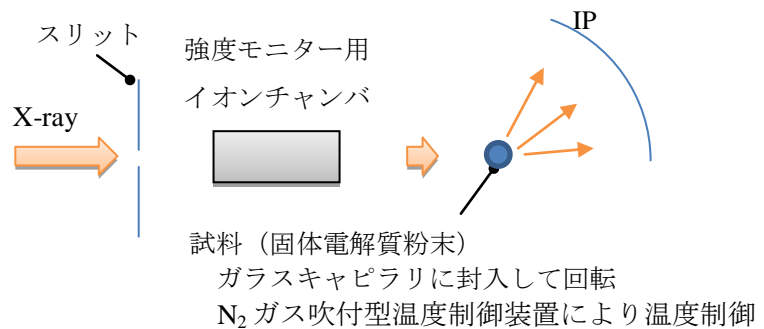 スリット
強度モニター用
イオンチャンバ
IP
X-ray
試料（固体電解質粉末）
ガラスキャピラリに封入して回転
N₂ガス吹付型温度制御装置により温度制御